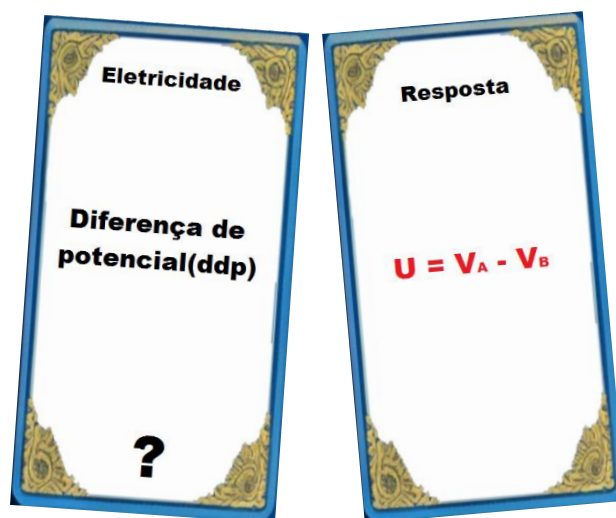 Eletricidade
Diferença de
potencial(ddp)
?
Resposta
U = VA - VB